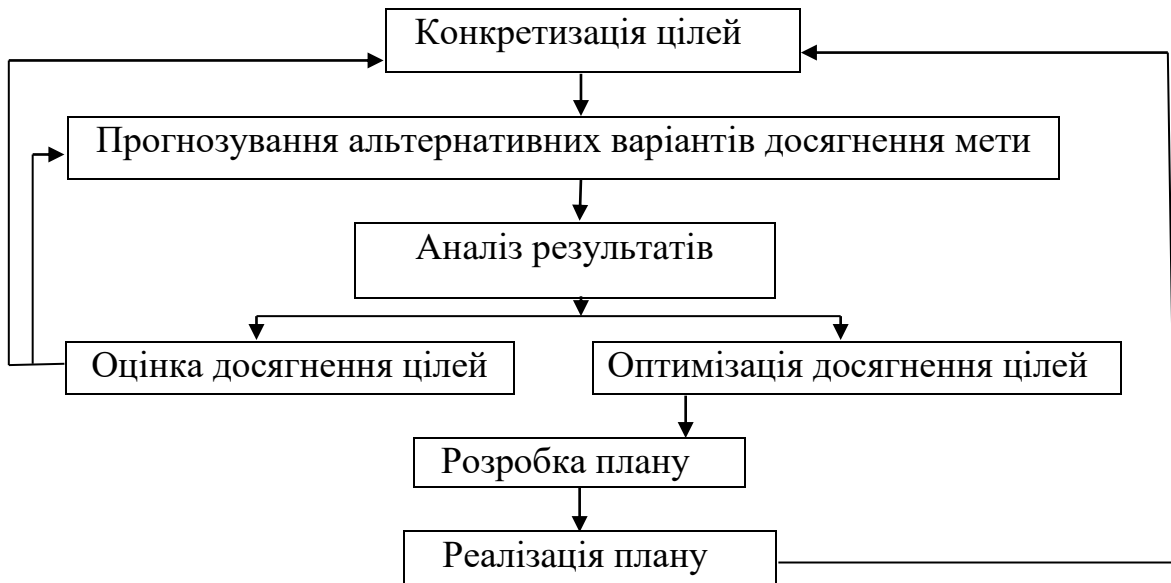 Конкретизація цілей
Прогнозування альтернативних варіантів досягнення мети
Аналіз результатів
Оцінка досягнення цілей
Оптимізація досягнення цілей
Розробка плану
Реалізація плану